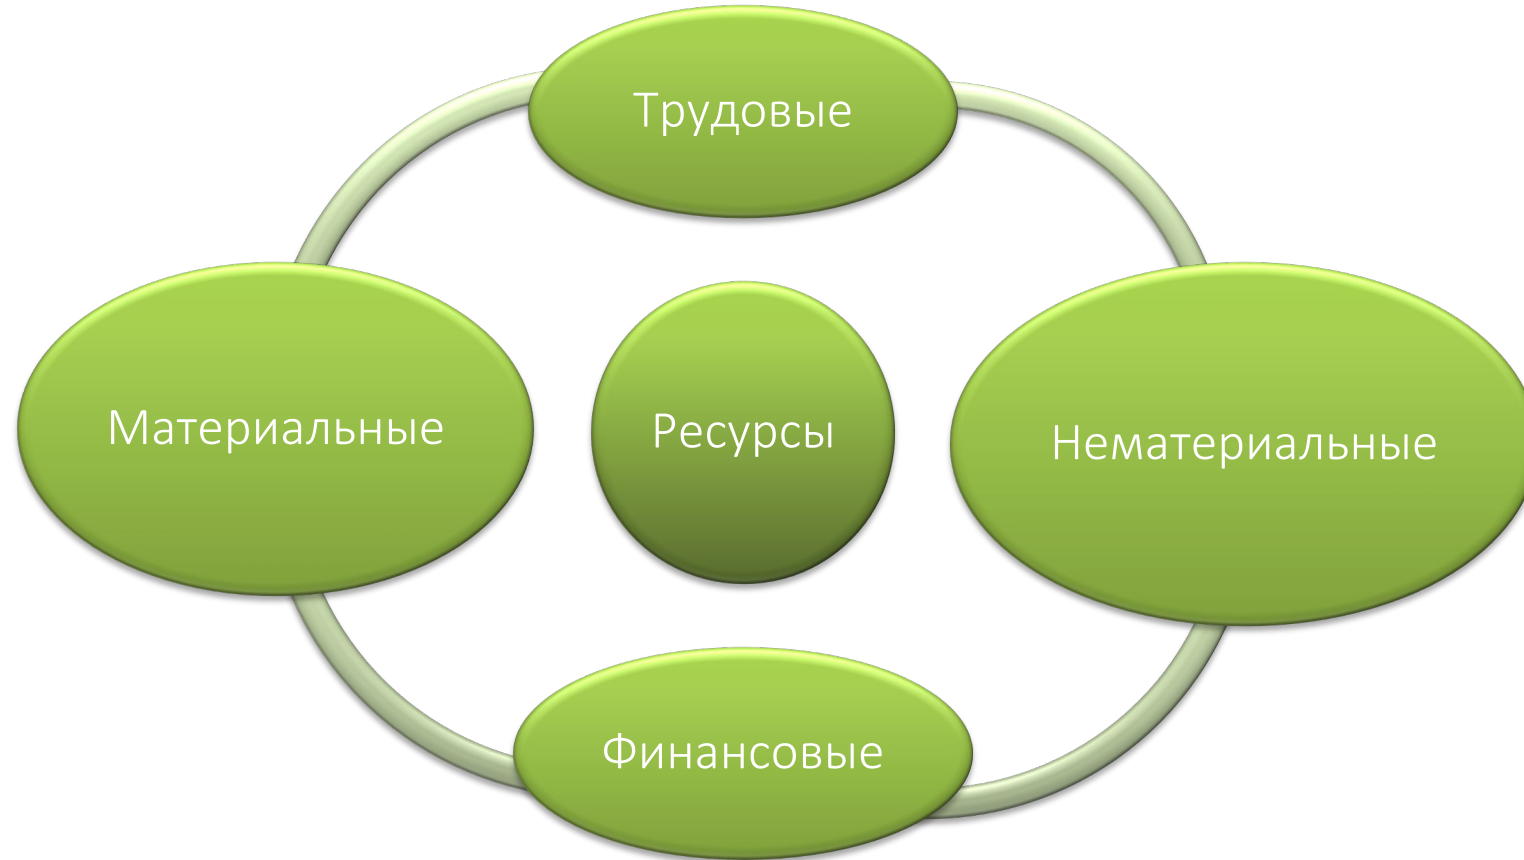 Трудовые
Материальные
Ресурсы
Нематериальные
Финансовые